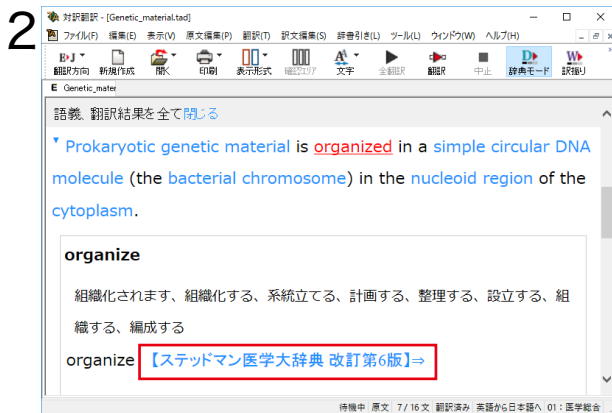 2
対訳翻訳 - [Genetic_material.tad]
ファイル(F) 編集(E) 表示(V) 原文編集(P) 翻訳(T) 訳文編集(S) 辞書引き(L) ツール(L) ウィンドウ(W) ヘルプ(H)
E›J D› W›
翻訳方向 新規作成 開く 印刷 表示形式 確認エリア 文字 全翻訳 翻訳 中止 辞典モード 訳振り
E Genetic_mater
語義、翻訳結果を全て閉じる
Prokaryotic genetic material is organized in a simple circular DNA
molecule (the bacterial chromosome) in the nucleoid region of the
cytoplasm.
organize
組織化されます、組織化する、系統立てる、計画する、整理する、設立する、組
織する、編成する
organize 【ステッドマン医学大辞典 改訂第6版】⇒
待機中 原文 7 / 16 文 翻訳済み 英語から日本語へ 01 : 医学総合